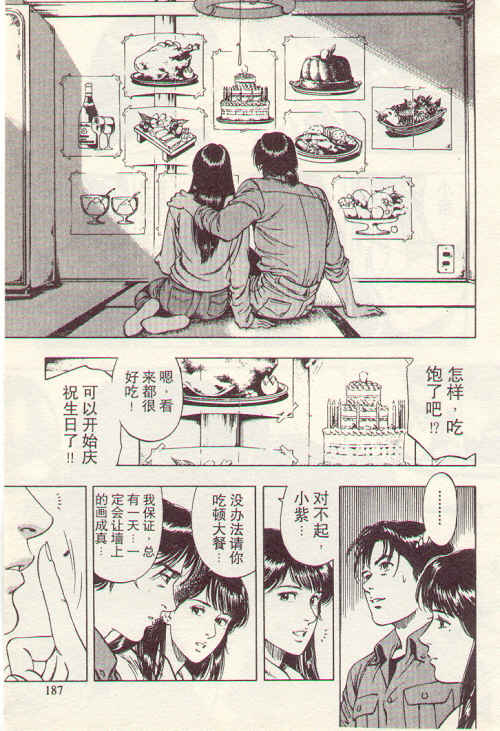 怎样，吃
饱了吧！？
嗯，看
来都很
好吃！
可以开始庆
祝生日了！！
………
对不起，
小紫…
没办法请你
吃顿大餐…
我保证，总
有一天…一
定会让墙上
的画成真…
187